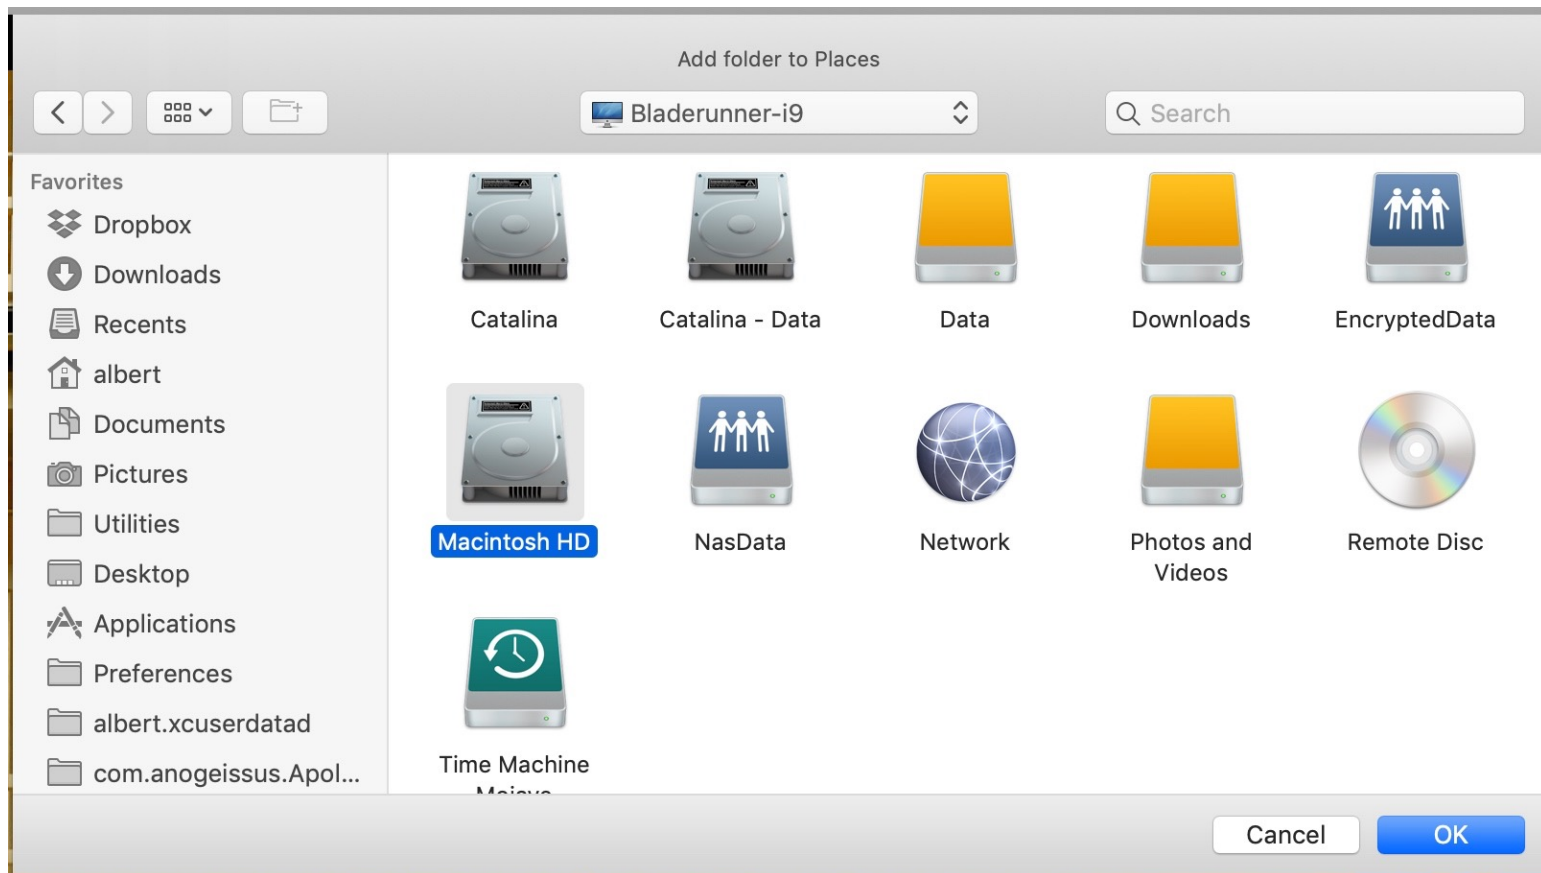 Add folder to Places
Bladerunner-i9
Search
Favorites
Dropbox
Downloads
Recents
albert
Documents
Pictures
Utilities
Desktop
Applications
Preferences
albert.xcuserdatad
com.anogeissus.Apol...
Catalina
Catalina - Data
Data
Downloads
EncryptedData
Macintosh HD
NasData
Network
Photos and
Videos
Remote Disc
Time Machine
Cancel
OK